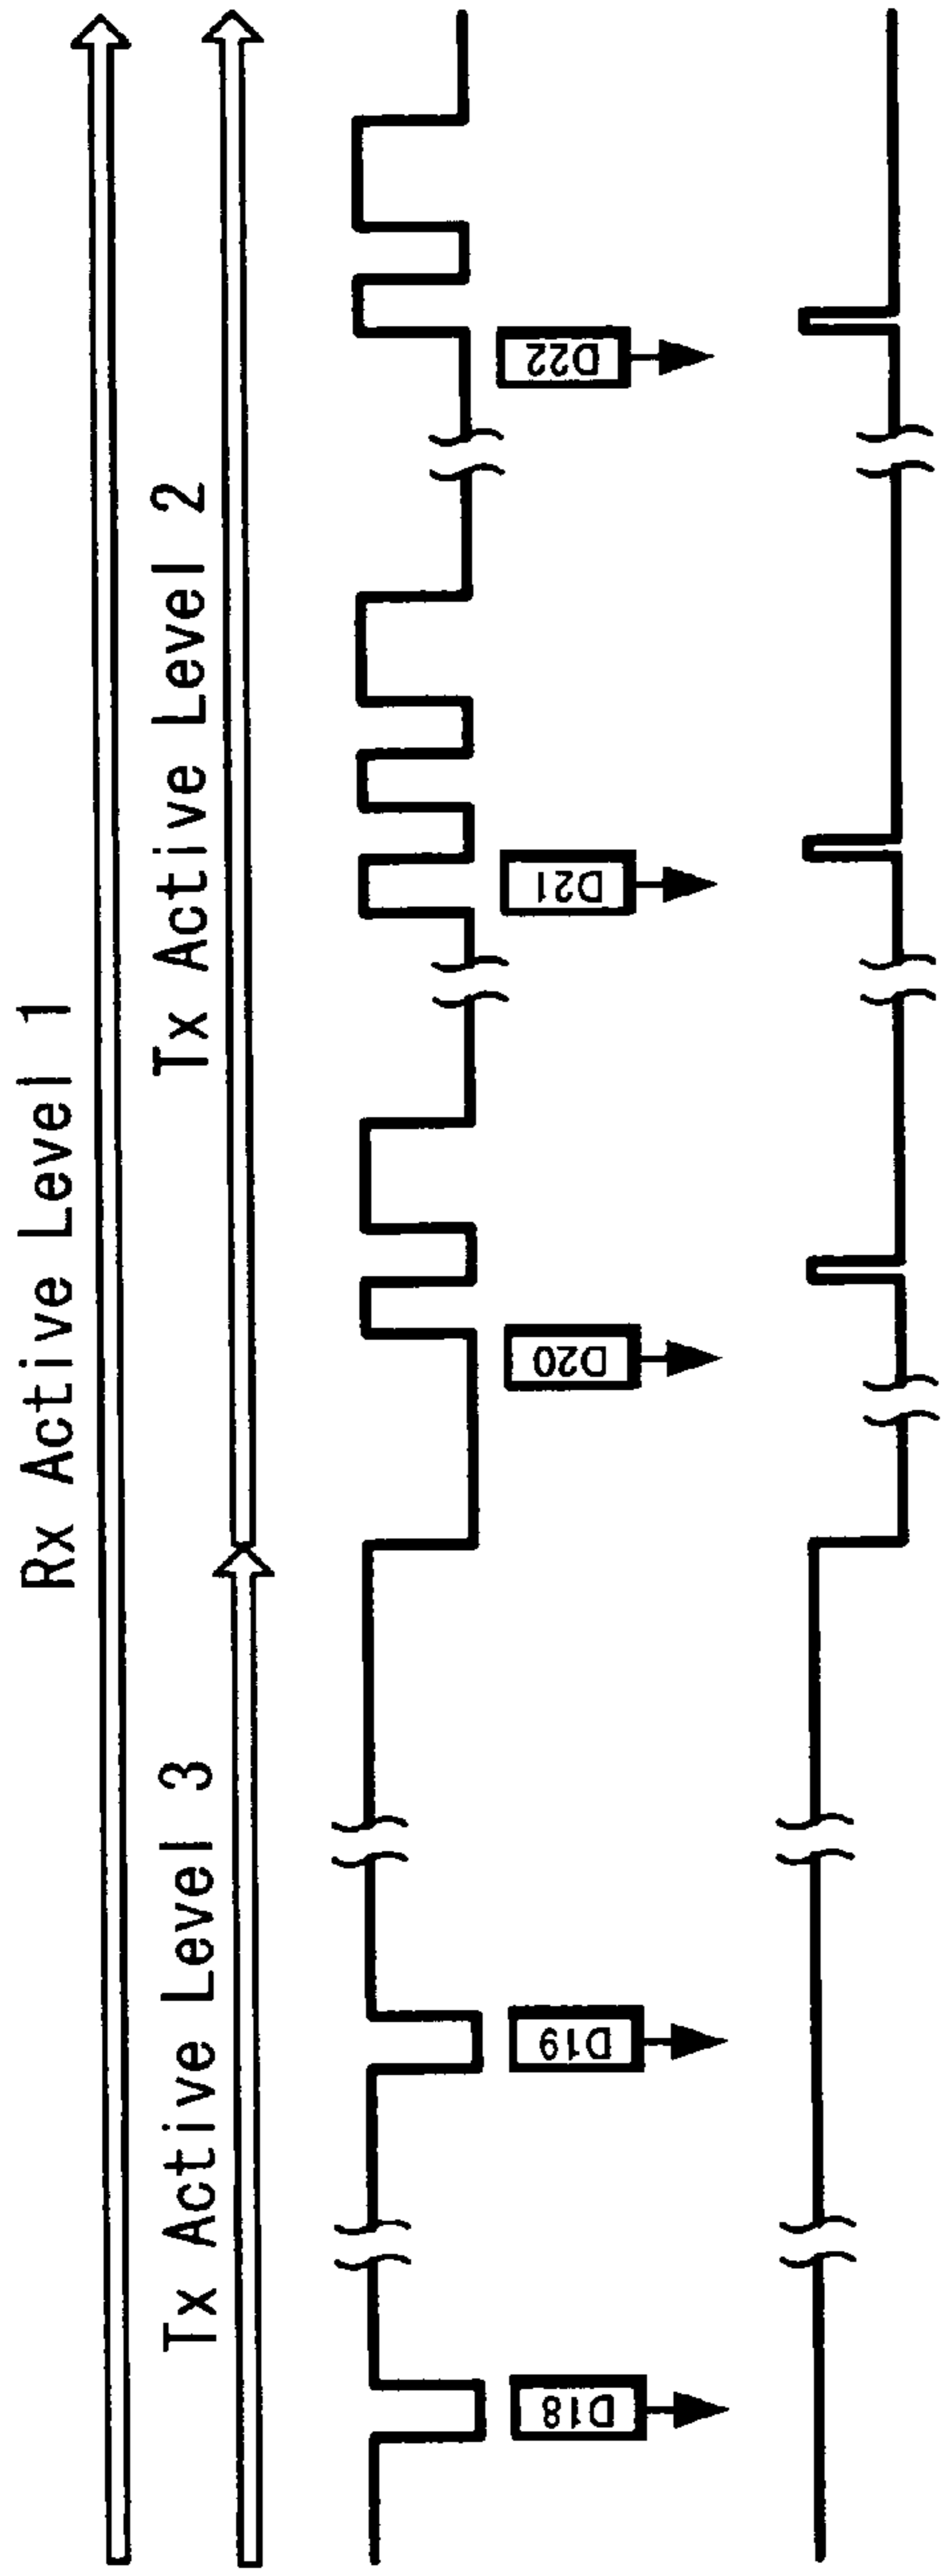 Rx Active Level 1
Tx Active Level 3
Tx Active Level 2
D18
D19
D20
D21
D22